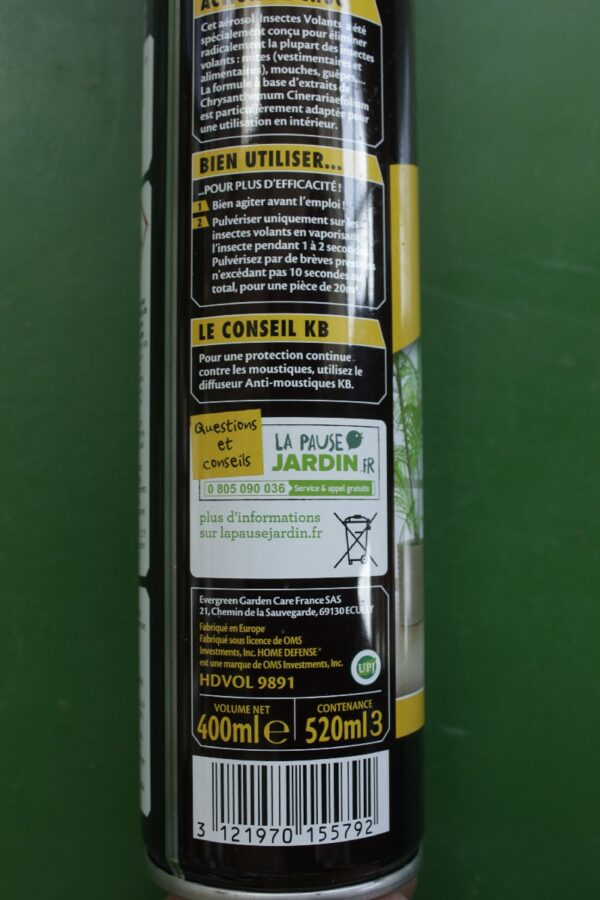 Cet aérosol Insectes Volants a été
spécialement conçu pour éliminer
radicalement la plupart des insectes
volants : mites (vestimentaires et
alimentaires), mouches, guêpes,...
La formule à base d'extraits de
Chrysanthemum Cinerariaefolium
est particulièrement adaptée pour
une utilisation en intérieur.
BIEN UTILISER...
...POUR PLUS D'EFFICACITÉ !
1 Bien agiter avant l'emploi !
2 Pulvériser uniquement sur les
insectes volants en vaporisant
l'insecte pendant 1 à 2 secondes.
Pulvérisez par de brèves pressions
n'excédant pas 10 secondes au
total, pour une pièce de 20m³.
LE CONSEIL KB
Pour une protection continue
contre les moustiques, utilisez le
diffuseur Anti-moustiques KB.
Questions
et
conseils
LA PAUSE
JARDIN.FR
0 805 090 036 Service & appel gratuits
plus d'informations
sur lapausejardin.fr
Evergreen Garden Care France SAS
21, Chemin de la Sauvegarde, 69130 ECULLY
Fabriqué en Europe
Fabriqué sous licence de OMS
Investments, Inc. HOME DEFENSE®
est une marque de OMS Investments, Inc.
HDVOL 9891
UPJ
VOLUME NET
400ml e
CONTENANCE
520ml 3
3 121970 155792